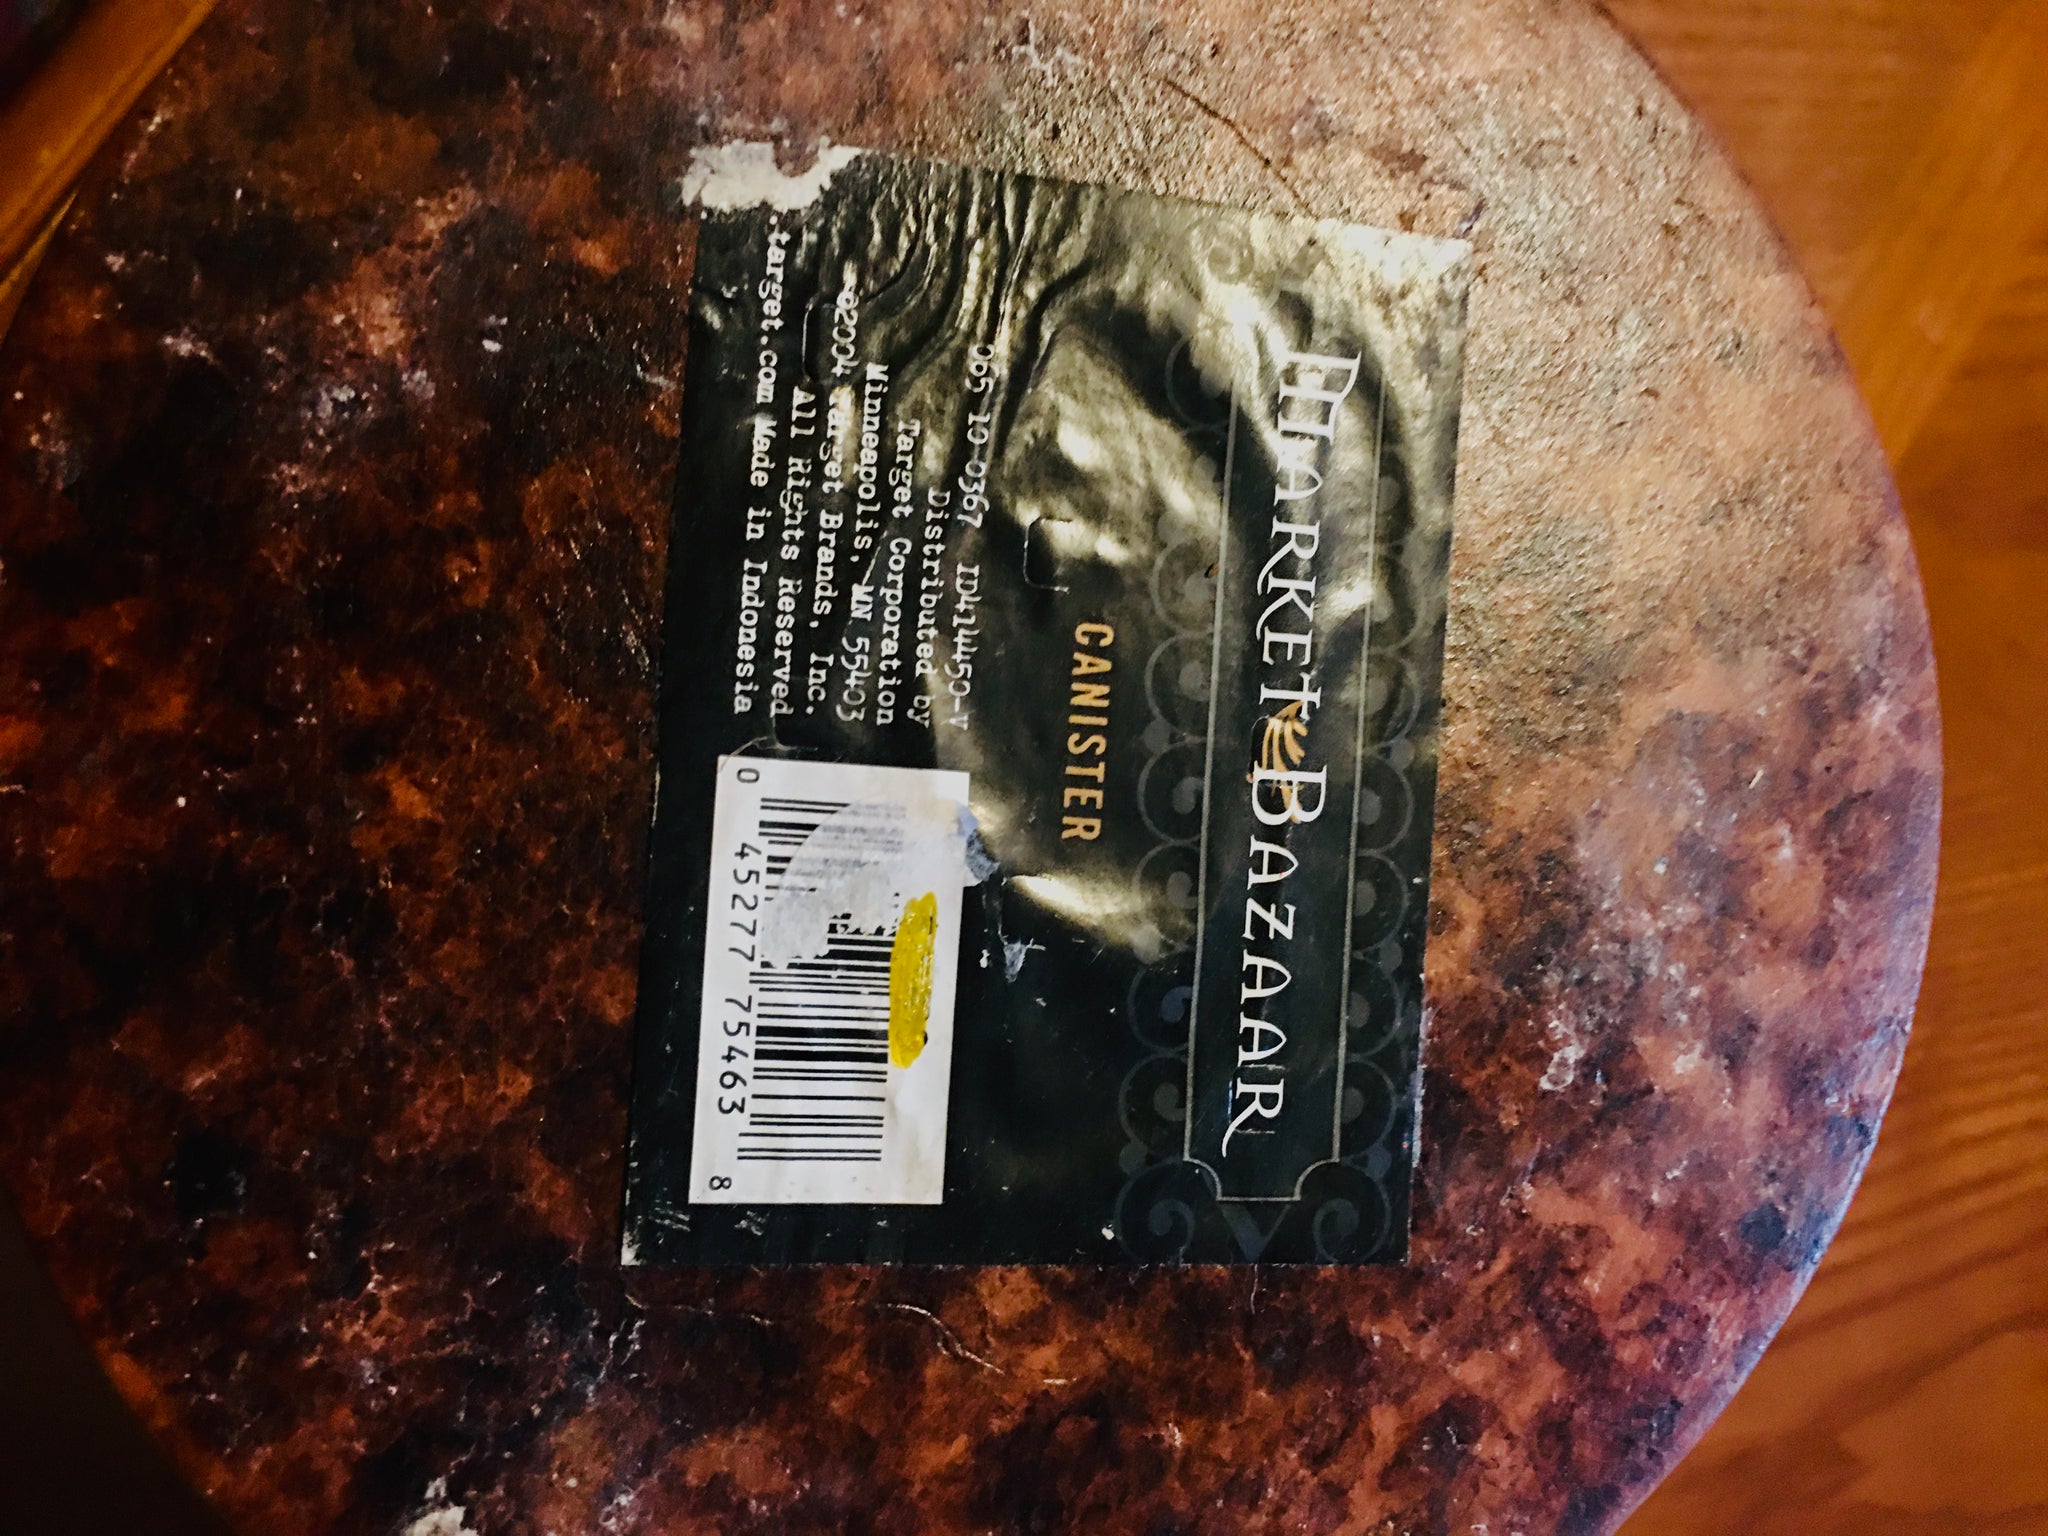 MARKET BAZAAR
CANISTER
065 10 0367 ID414450-V
Distributed by
Target Corporation
Minneapolis, MN 55403
©2004 Target Brands, Inc.
All Rights Reserved
.target.com Made in Indonesia
0 45277 75463 8